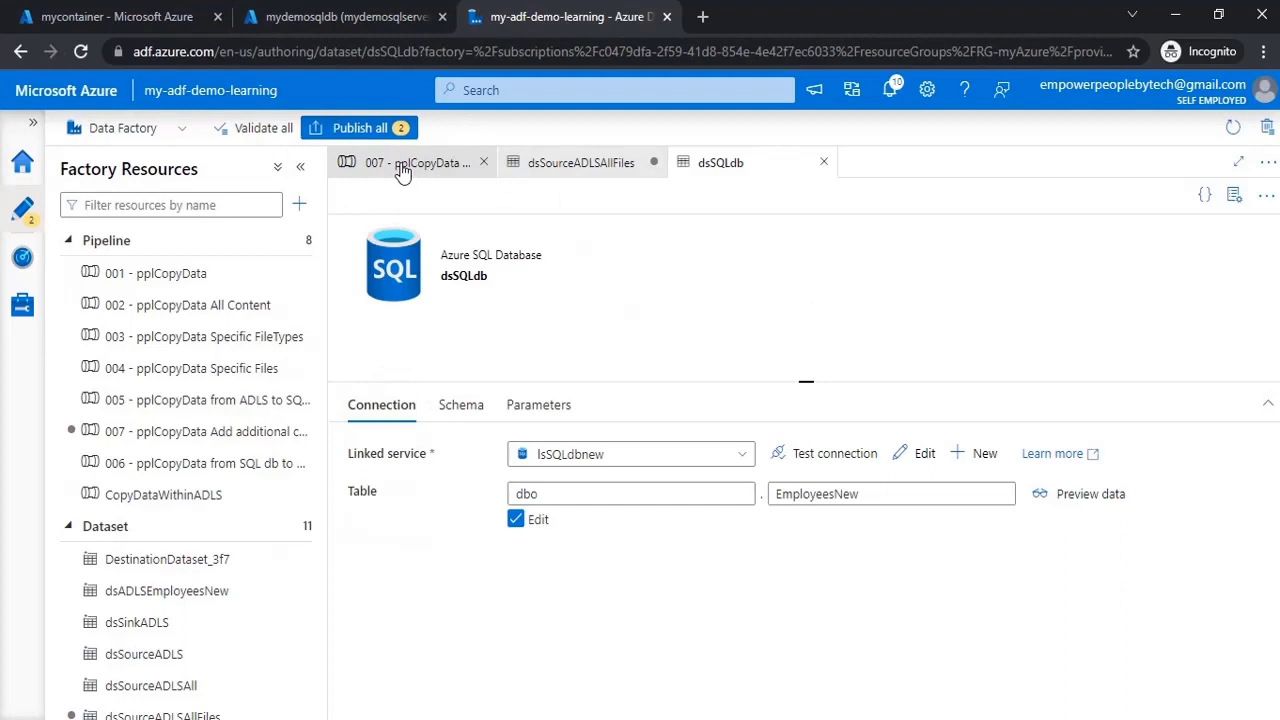 mycontainer - Microsoft Azure
mydemosqldb (mydemosqlserver
my-adf-demo-learning - Azure D
adf.azure.com/en-us/authoring/dataset/dsSQLdb?factory=%2Fsubscriptions%2Fc0479dfa-2f59-41d8-854e-4e42f7ec6033%2FresourceGroups%2FRG-myAzure%2Fprovi...
Incognito
Microsoft Azure
my-adf-demo-learning
Search
10
empowerpeoplebytech@gmail.com
SELF EMPLOYED
Data Factory
Validate all
Publish all 2
Factory Resources
007 - pplCopyData ...
dsSourceADLSAllFiles
dsSQLdb
Filter resources by name
2
Pipeline 8
001 - pplCopyData
002 - pplCopyData All Content
003 - pplCopyData Specific FileTypes
004 - pplCopyData Specific Files
005 - pplCopyData from ADLS to SQ...
007 - pplCopyData Add additional c...
006 - pplCopyData from SQL db to ...
CopyDataWithinADLS
Dataset 11
DestinationDataset_3f7
dsADLSEmployeesNew
dsSinkADLS
dsSourceADLS
dsSourceADLSAll
dsSourceADLSAllFiles
SQL
Azure SQL Database
dsSQLdb
Connection
Schema
Parameters
Linked service *
lsSQLdbnew
Test connection
Edit
New
Learn more
Table
dbo
.
EmployeesNew
Preview data
Edit